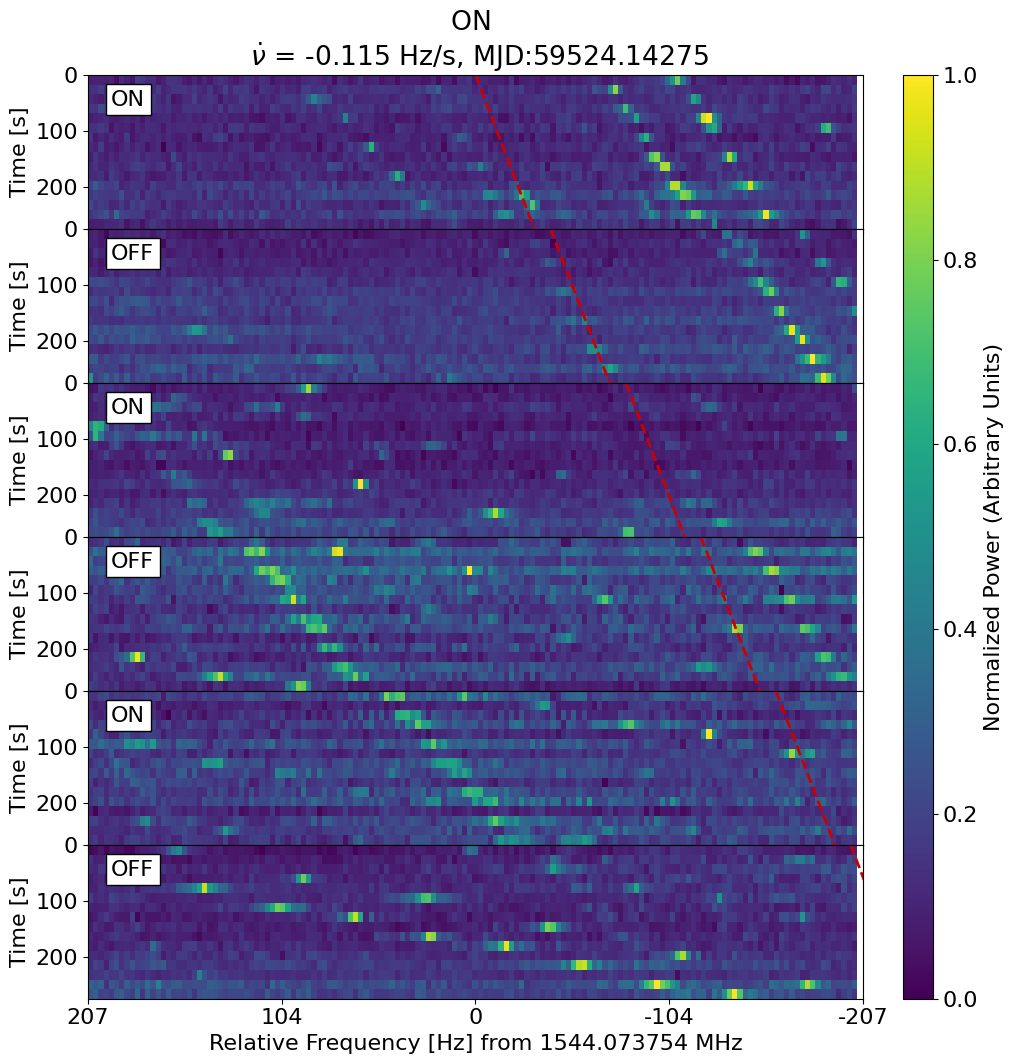 ON
ν̇ = -0.115 Hz/s, MJD:59524.14275
0
ON
100
Time [s]
200
0
OFF
100
Time [s]
200
0
ON
100
Time [s]
200
0
OFF
100
Time [s]
200
0
ON
100
Time [s]
200
0
OFF
100
Time [s]
200
207 104 0 -104 -207
Relative Frequency [Hz] from 1544.073754 MHz
1.0
0.8
0.6
0.4
0.2
0.0
Normalized Power (Arbitrary Units)